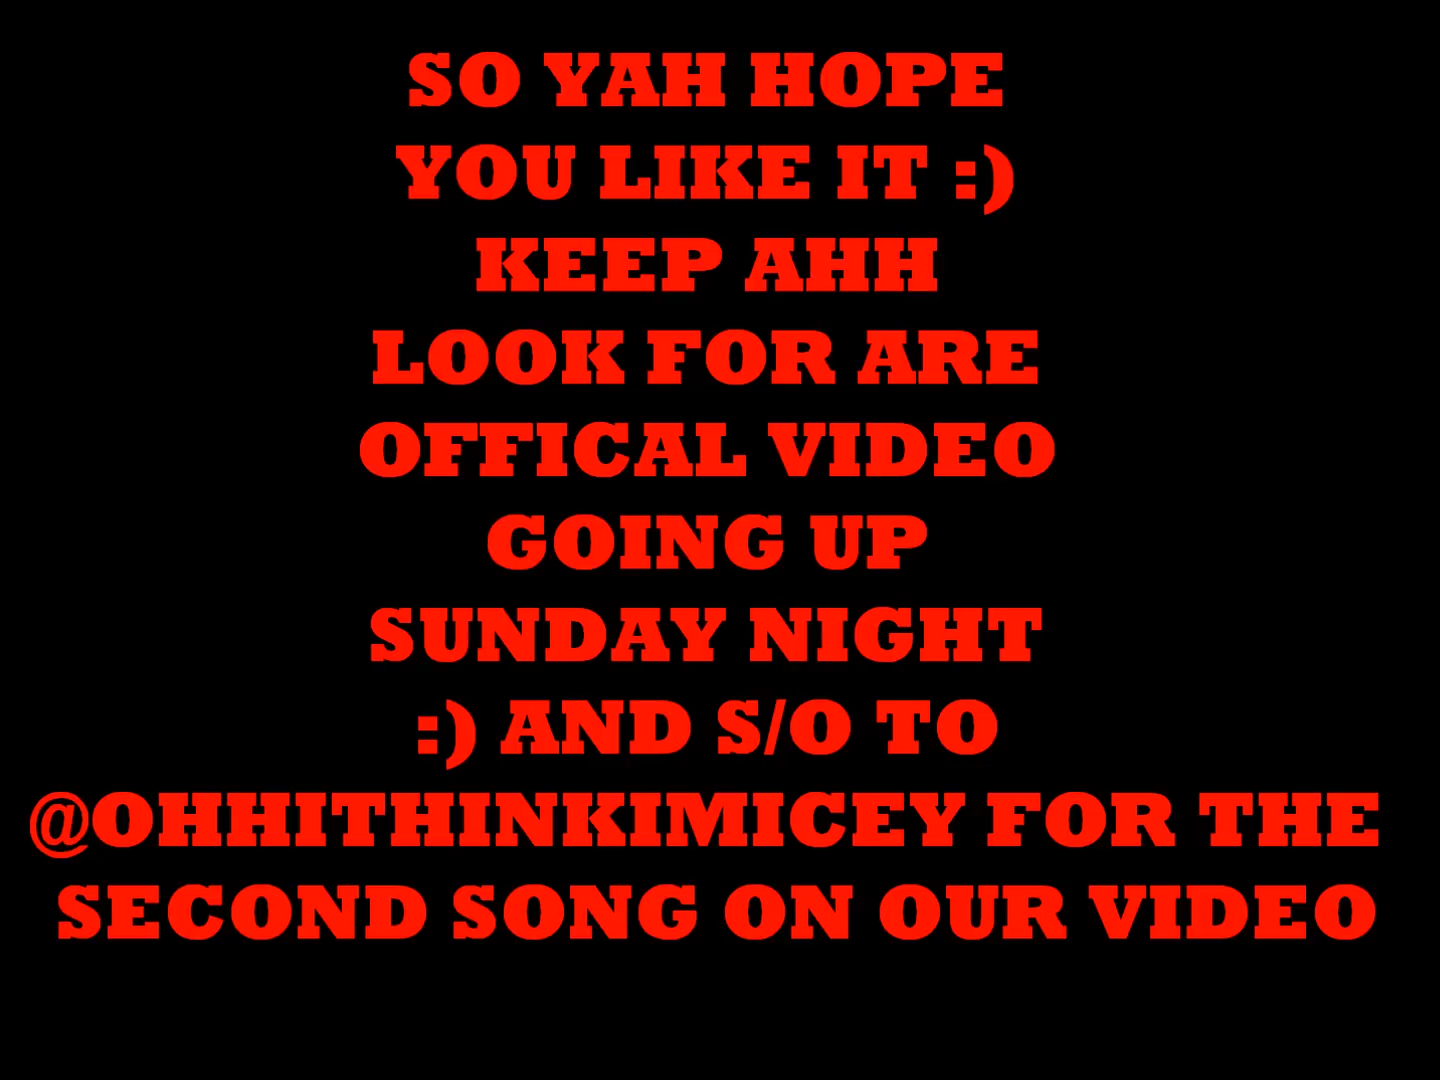 SO YAH HOPE
YOU LIKE IT :)
KEEP AHH
LOOK FOR ARE
OFFICAL VIDEO
GOING UP
SUNDAY NIGHT
:) AND S/O TO
@OHHITHINKIMICEY FOR THE
SECOND SONG ON OUR VIDEO